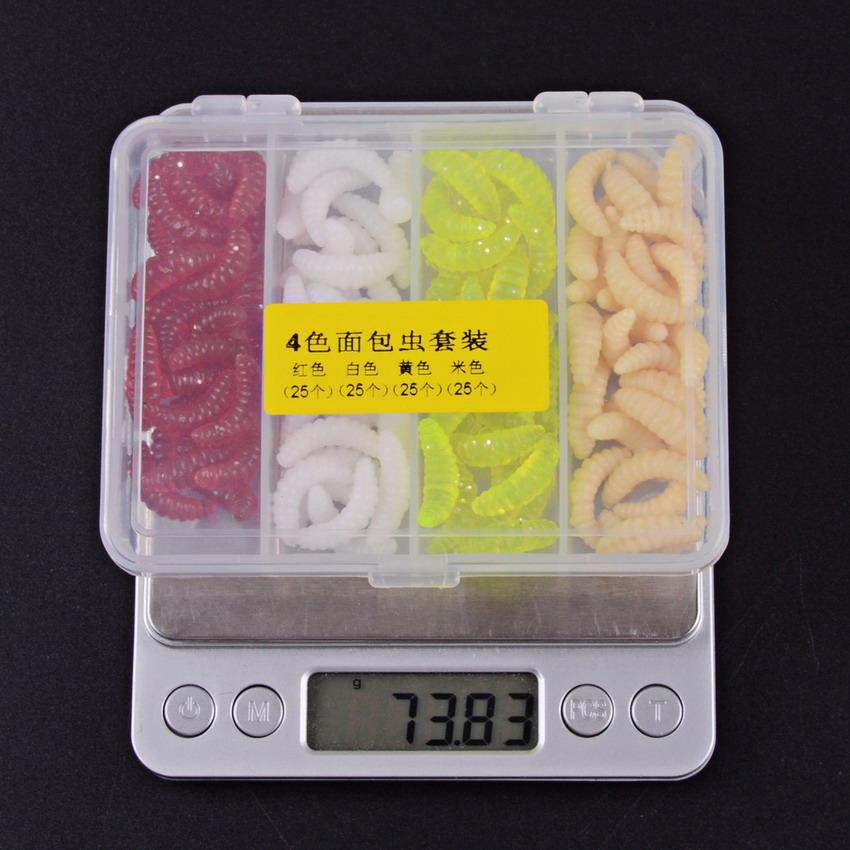 4色面包虫套装
红色 白色 黄色 米色
(25个)(25个)(25个)(25个)
g
73.83
M PCS T